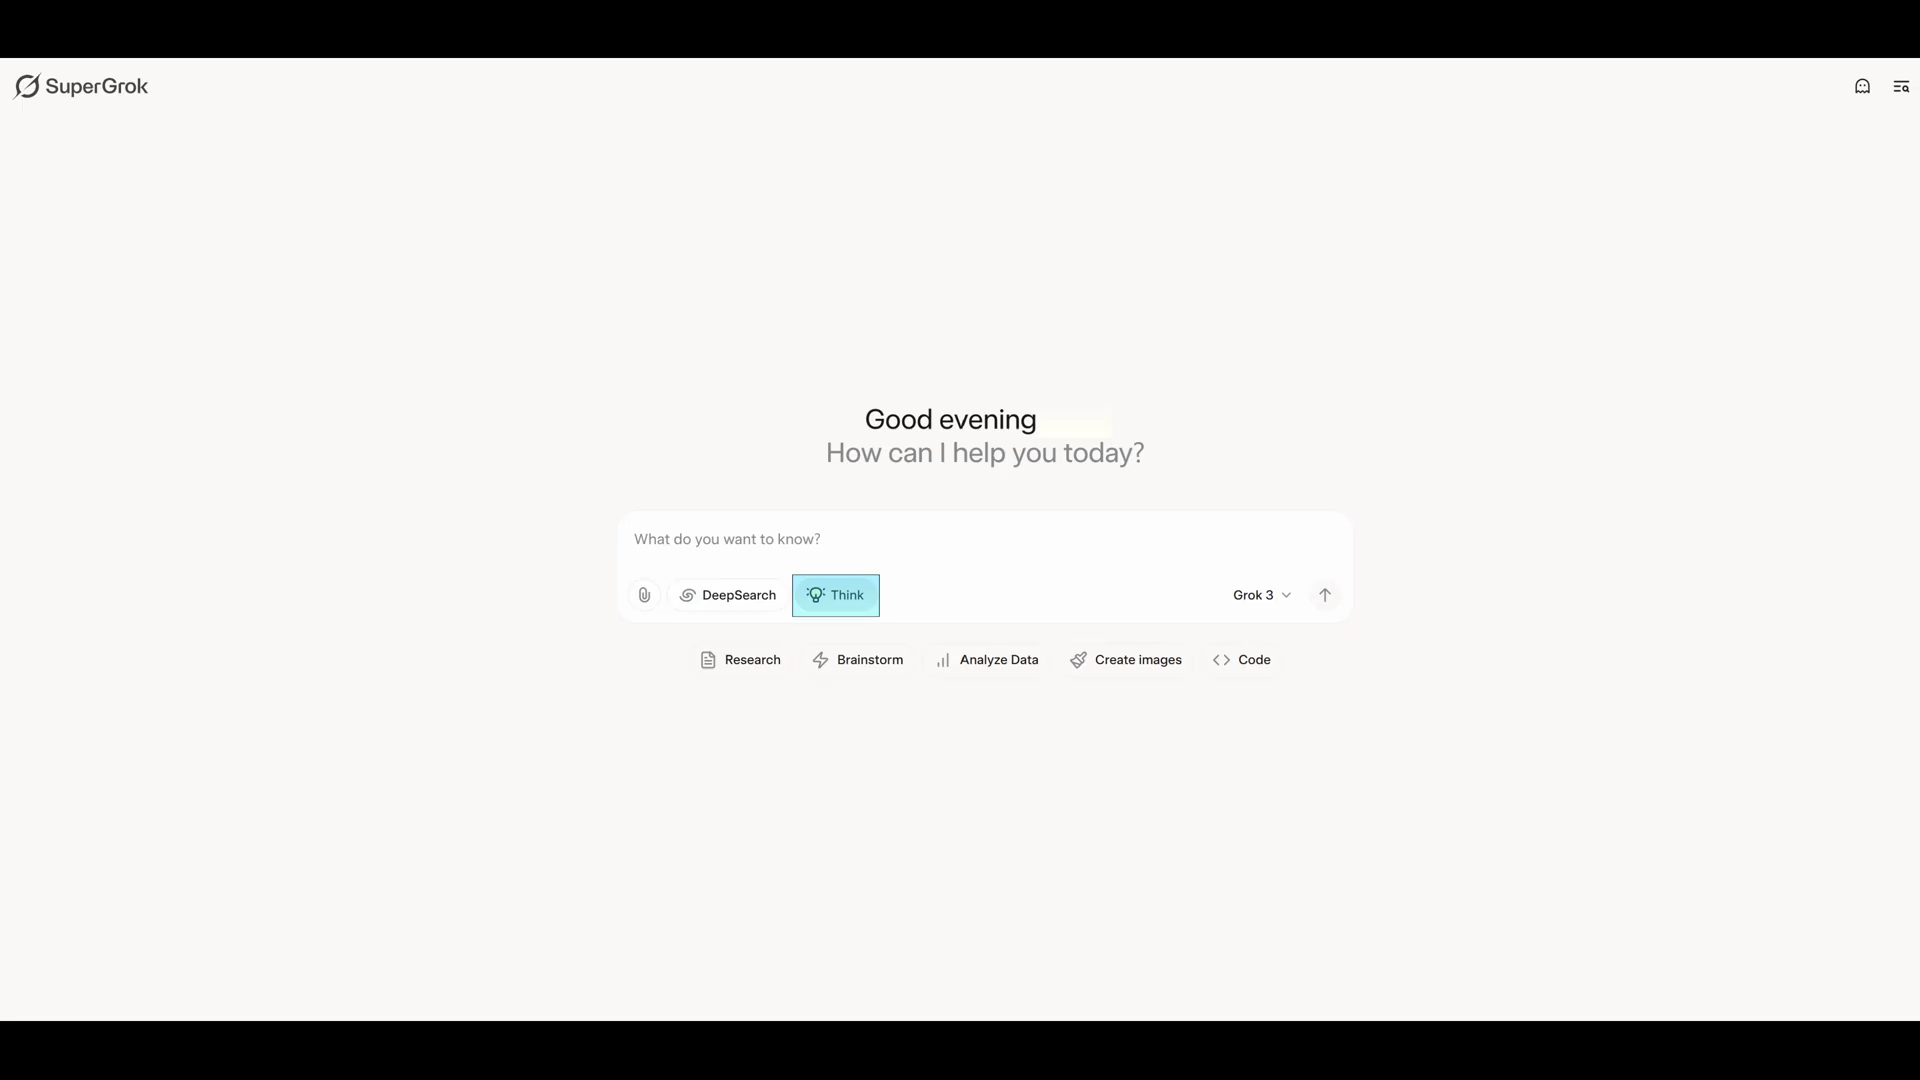 SuperGrok
Good evening
How can I help you today?
What do you want to know?
DeepSearch
Think
Grok 3
Research
Brainstorm
Analyze Data
Create images
Code